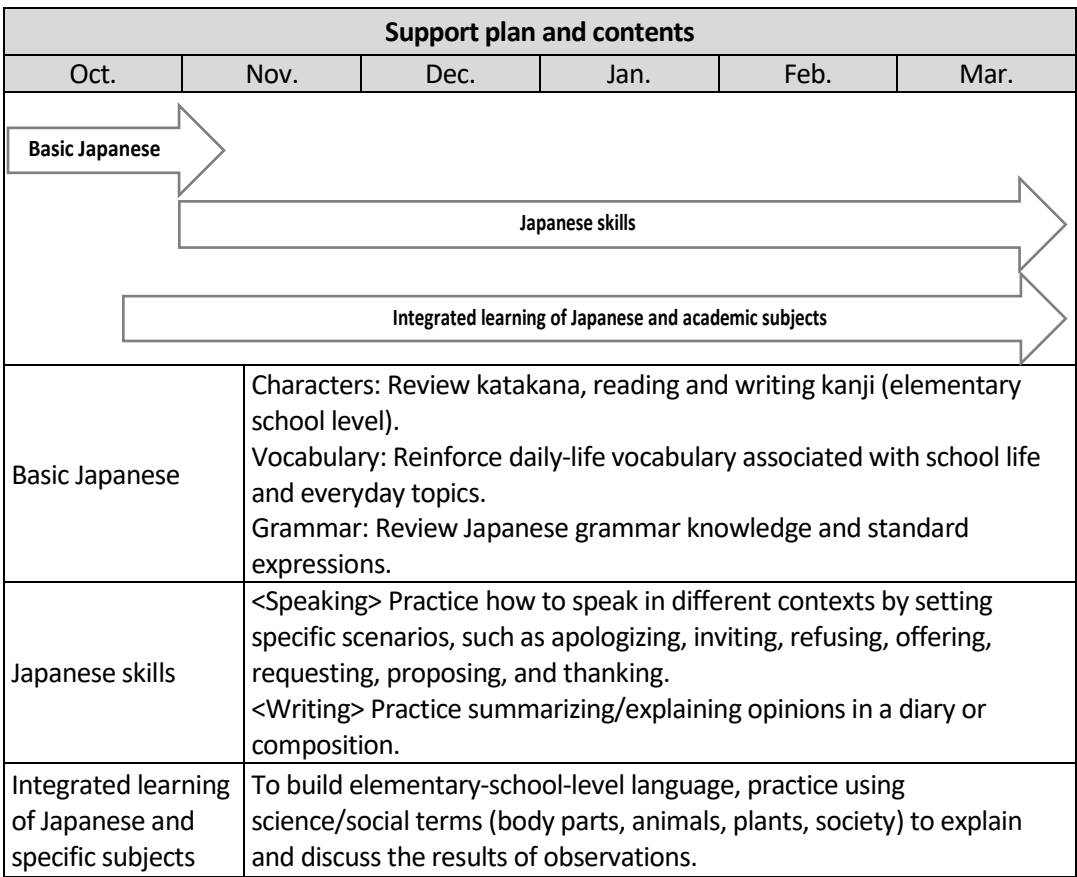 Support plan and contents
Oct. Nov. Dec. Jan. Feb. Mar.
Basic Japanese
Japanese skills
Integrated learning of Japanese and academic subjects
Basic Japanese
Characters: Review katakana, reading and writing kanji (elementary
school level).
Vocabulary: Reinforce daily-life vocabulary associated with school life
and everyday topics.
Grammar: Review Japanese grammar knowledge and standard
expressions.
Japanese skills
<Speaking> Practice how to speak in different contexts by setting
specific scenarios, such as apologizing, inviting, refusing, offering,
requesting, proposing, and thanking.
<Writing> Practice summarizing/explaining opinions in a diary or
composition.
Integrated learning
of Japanese and
specific subjects
To build elementary-school-level language, practice using
science/social terms (body parts, animals, plants, society) to explain
and discuss the results of observations.